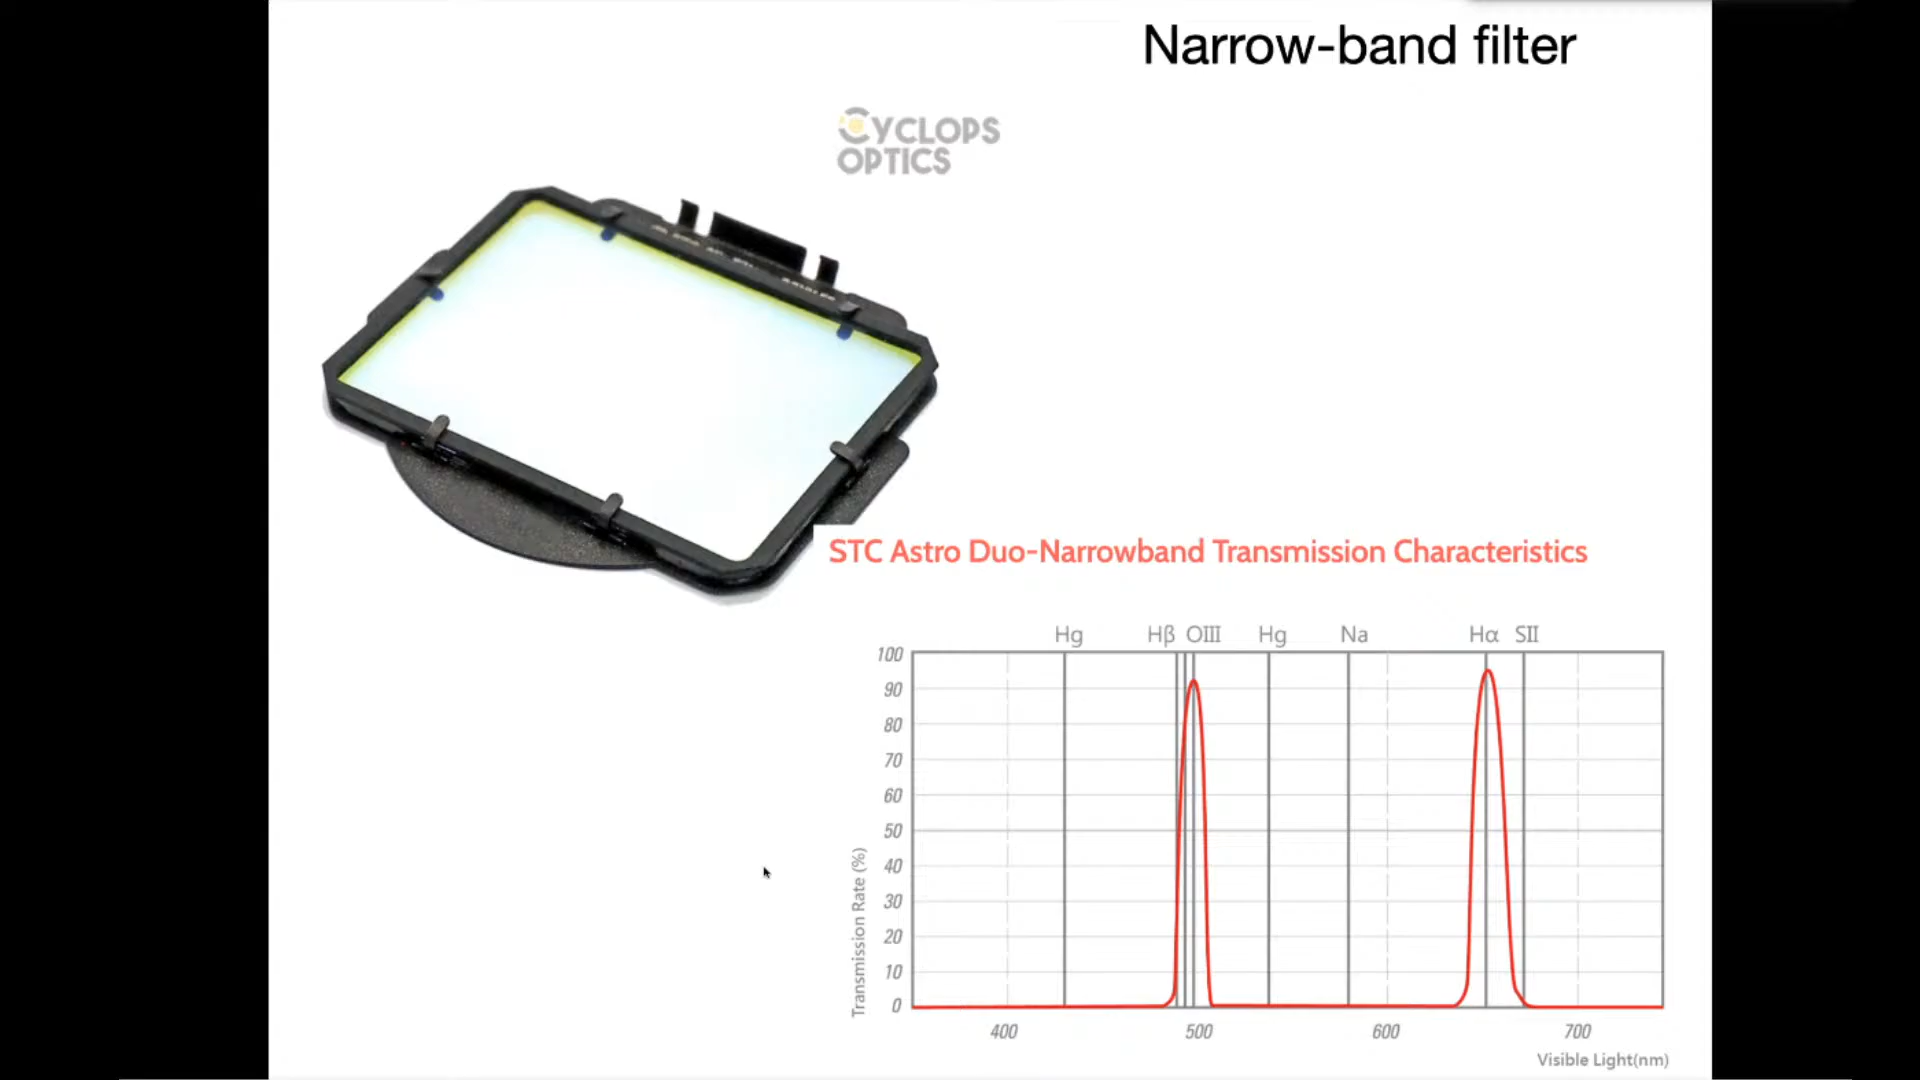 Narrow-band filter
CYCLOPS
OPTICS
STC Astro Duo-Narrowband Transmission Characteristics
Hg Hβ OIII Hg Na Hα SII
100
90
80
70
60
50
40
30
20
10
0
Transmission Rate (%)
400 500 600 700
Visible Light(nm)